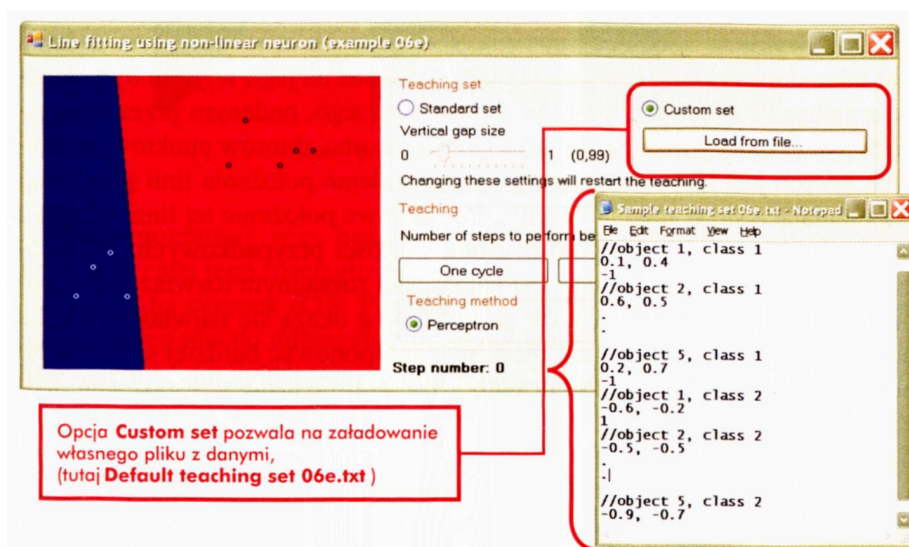 Line fitting using non-linear neuron (example 06e)
Teaching set
Standard set
Custom set
Load from file...
Vertical gap size
0
1
(0,99)
Changing these settings will restart the teaching.
Teaching
Number of steps to perform be
One cycle
Teaching method
Perceptron
Step number: 0
Sample teaching set 06e.txt - Notepad
File Edit Format View Help
//object 1, class 1
0.1, 0.4
-1
//object 2, class 1
0.6, 0.5
.
.
//object 5, class 1
0.2, 0.7
-1
//object 1, class 2
-0.6, -0.2
1
//object 2, class 2
-0.5, -0.5
.
.
//object 5, class 2
-0.9, -0.7
Opcja Custom set pozwala na załadowanie
własnego pliku z danymi,
(tutaj Default teaching set 06e.txt )